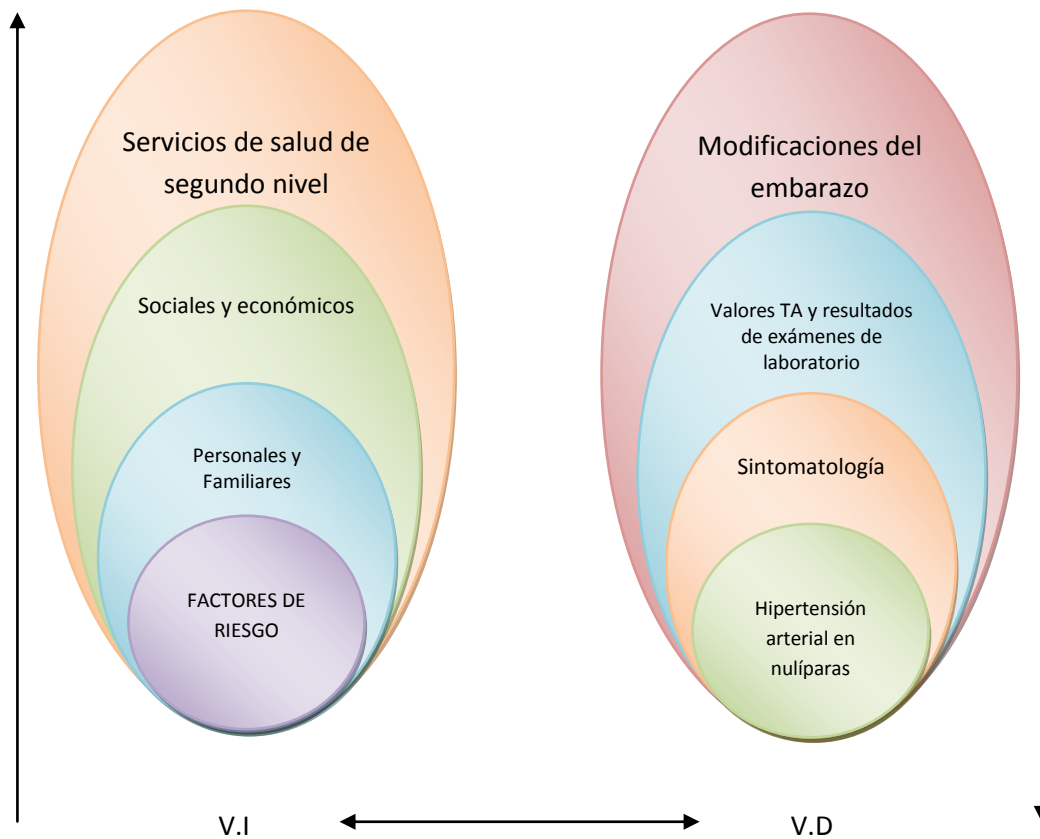 Servicios de salud de
segundo nivel
Sociales y económicos
Personales y
Familiares
FACTORES DE
RIESGO
Modificaciones del
embarazo
Valores TA y resultados
de exámenes de
laboratorio
Sintomatología
Hipertensión
arterial en
nulíparas
V.I
V.D